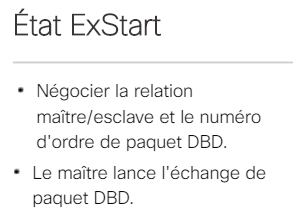 État ExStart
• Négocier la relation
maître/esclave et le numéro
d'ordre de paquet DBD.
• Le maître lance l'échange de
paquet DBD.